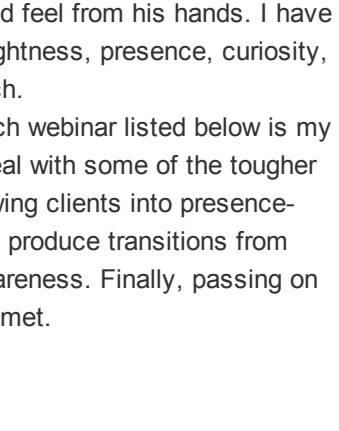 d feel from his hands. I have
ghtness, presence, curiosity,
ch.
ch webinar listed below is my
eal with some of the tougher
ving clients into presence-
produce transitions from
areness. Finally, passing on
met.